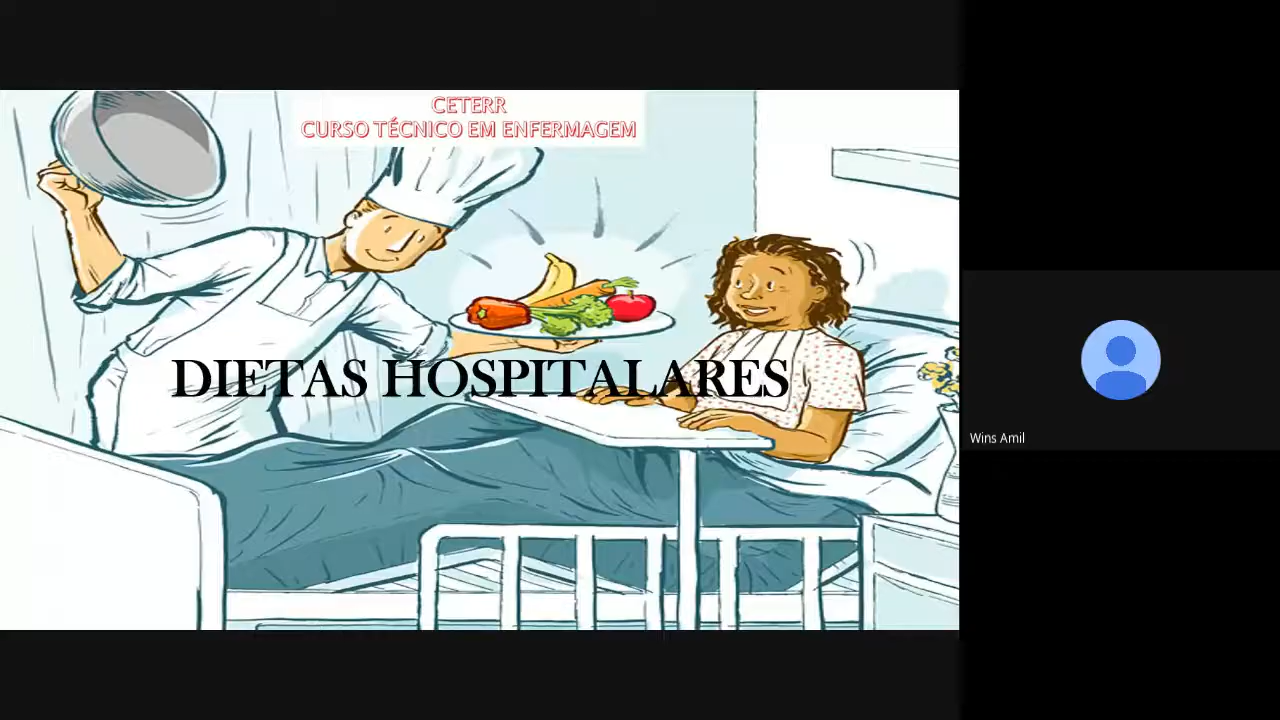 CETERR
CURSO TÉCNICO EM ENFERMAGEM
DIETAS HOSPITALARES
Wins Amil